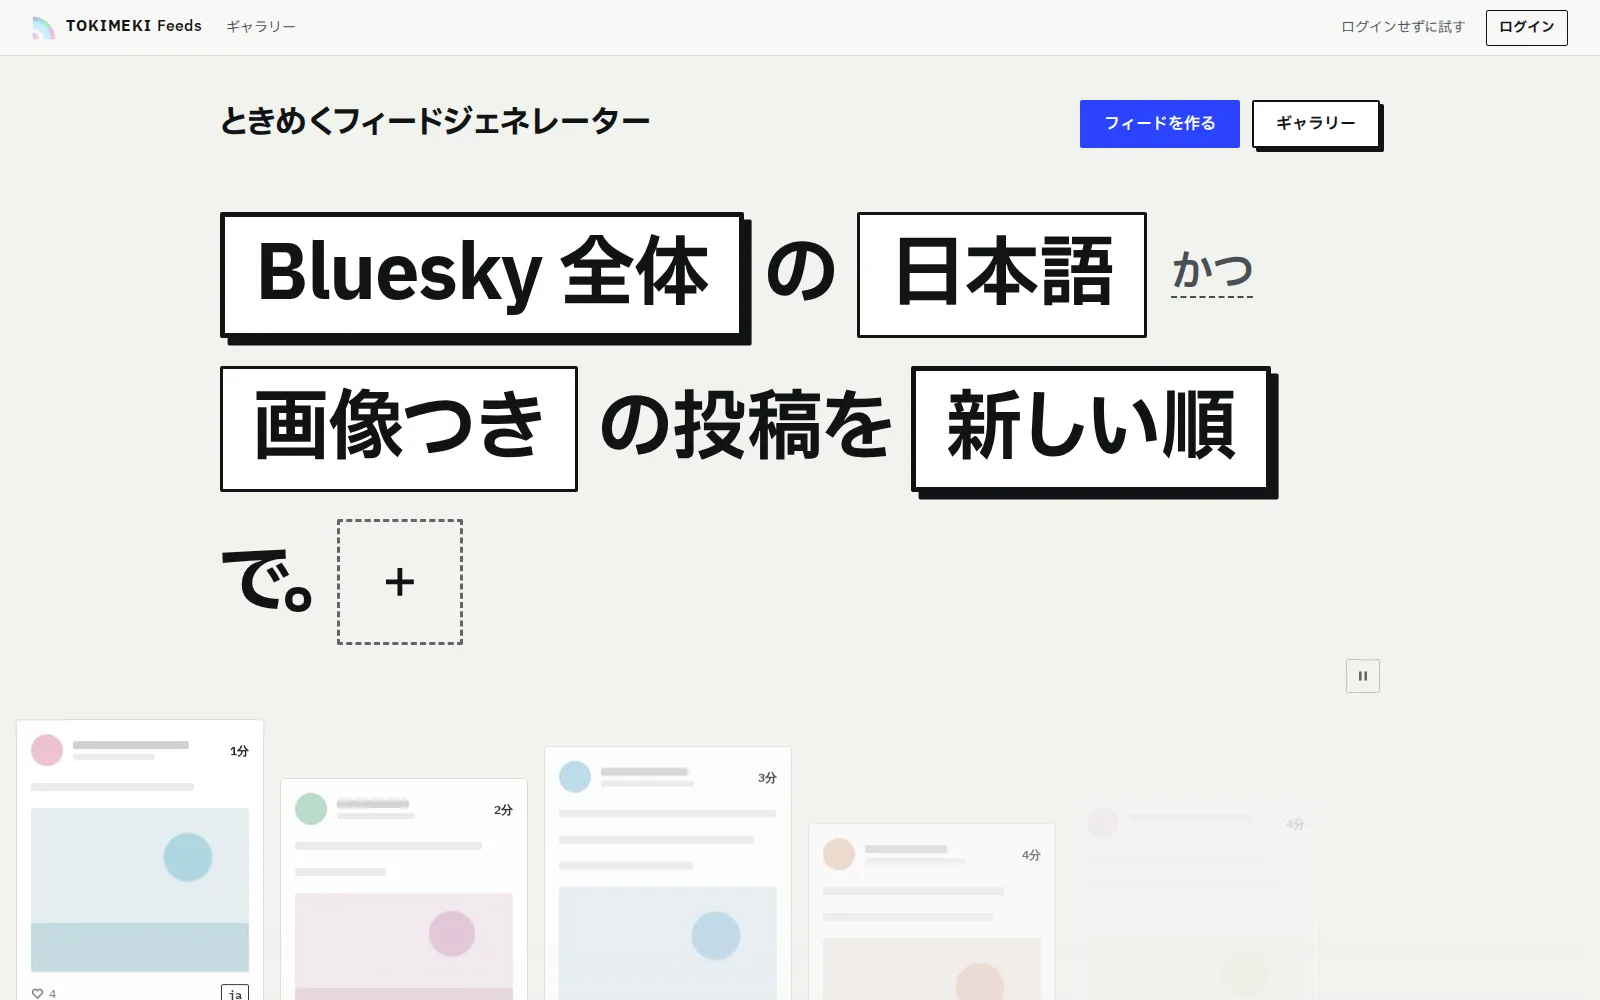 TOKIMEKI Feeds ギャラリー ログインせずに試す ログイン
ときめくフィードジェネレーター フィードを作る ギャラリー
Bluesky 全体 の 日本語 かつ
画像つき の投稿を 新しい順
で。 +
1分
2分
3分
4分
4分
4 ja